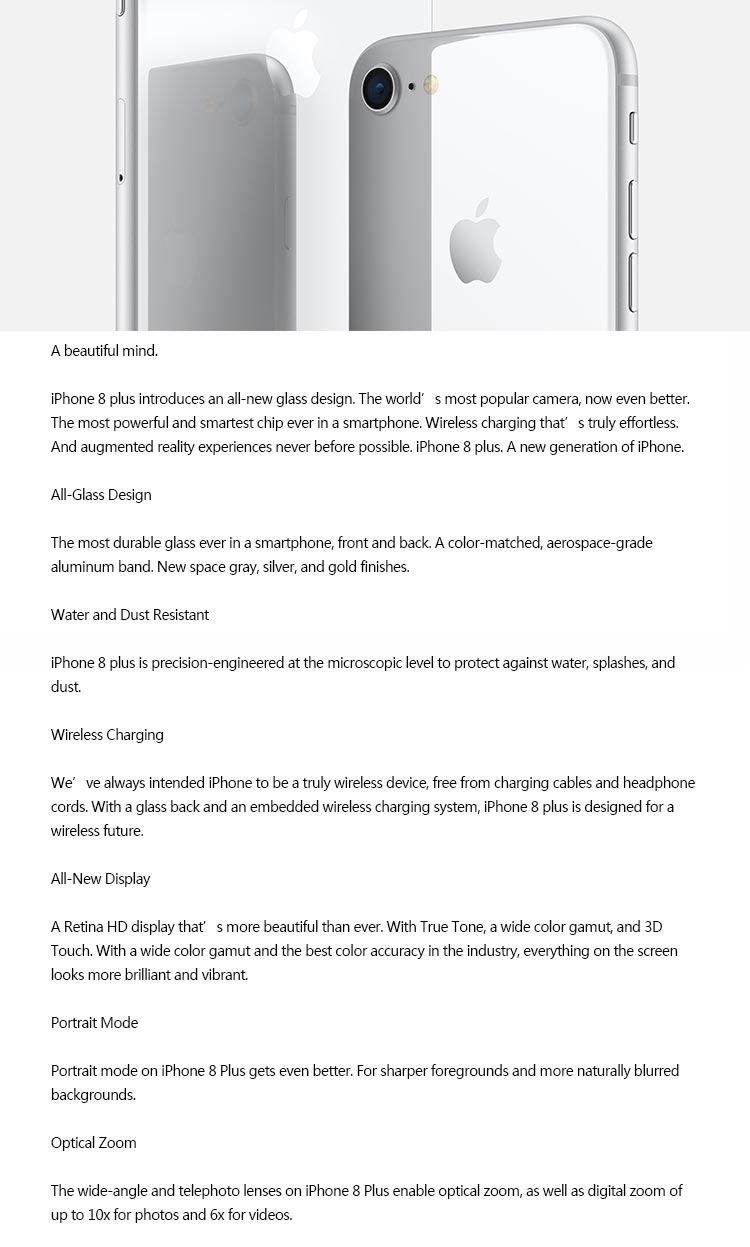 A beautiful mind.
iPhone 8 plus introduces an all-new glass design. The world’s most popular camera, now even better.
The most powerful and smartest chip ever in a smartphone. Wireless charging that’s truly effortless.
And augmented reality experiences never before possible. iPhone 8 plus. A new generation of iPhone.
All-Glass Design
The most durable glass ever in a smartphone, front and back. A color-matched, aerospace-grade
aluminum band. New space gray, silver, and gold finishes.
Water and Dust Resistant
iPhone 8 plus is precision-engineered at the microscopic level to protect against water, splashes, and
dust.
Wireless Charging
We’ve always intended iPhone to be a truly wireless device, free from charging cables and headphone
cords. With a glass back and an embedded wireless charging system, iPhone 8 plus is designed for a
wireless future.
All-New Display
A Retina HD display that’s more beautiful than ever. With True Tone, a wide color gamut, and 3D
Touch. With a wide color gamut and the best color accuracy in the industry, everything on the screen
looks more brilliant and vibrant.
Portrait Mode
Portrait mode on iPhone 8 Plus gets even better. For sharper foregrounds and more naturally blurred
backgrounds.
Optical Zoom
The wide-angle and telephoto lenses on iPhone 8 Plus enable optical zoom, as well as digital zoom of
up to 10x for photos and 6x for videos.